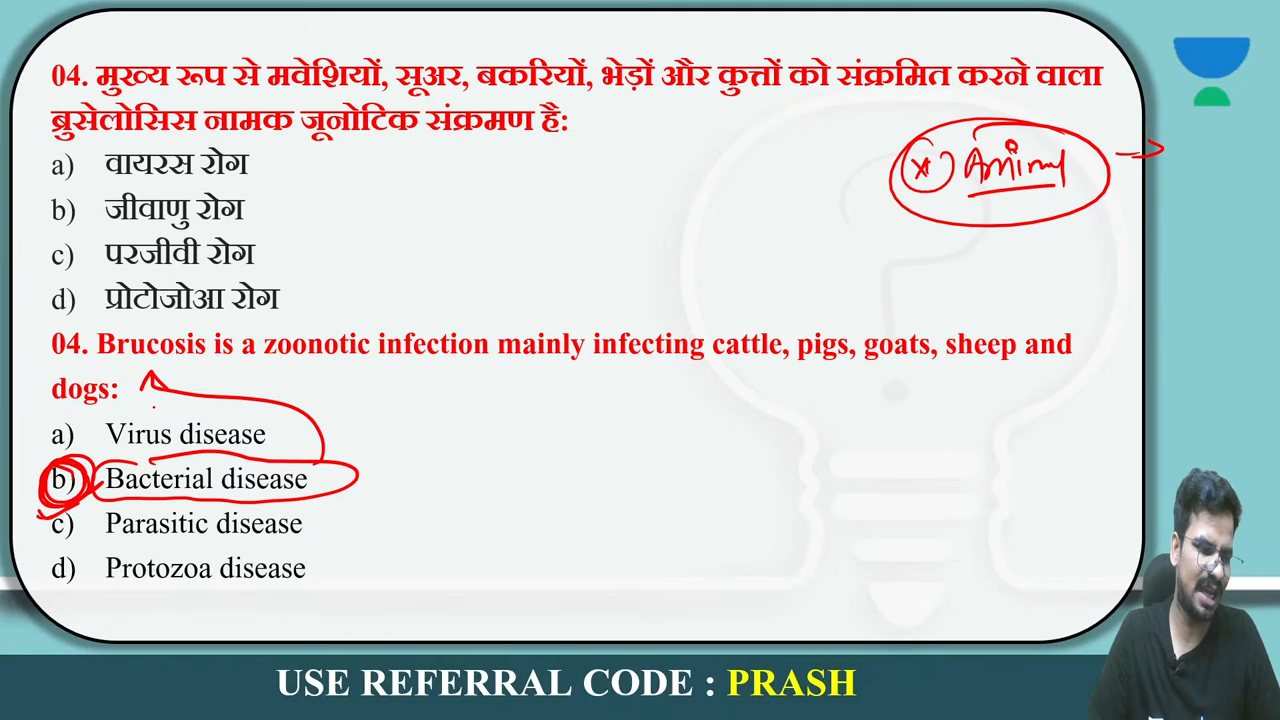 04. मुख्य रूप से मवेशियों, सूअर, बकरियों, भेड़ों और कुत्तों को संक्रमित करने वाला
ब्रुसेलोसिस नामक जूनोटिक संक्रमण है:
a) वायरस रोग
b) जीवाणु रोग
c) परजीवी रोग
d) प्रोटोजोआ रोग
Animal
04. Brucosis is a zoonotic infection mainly infecting cattle, pigs, goats, sheep and
dogs:
a) Virus disease
b) Bacterial disease
c) Parasitic disease
d) Protozoa disease
USE REFERRAL CODE : PRASH